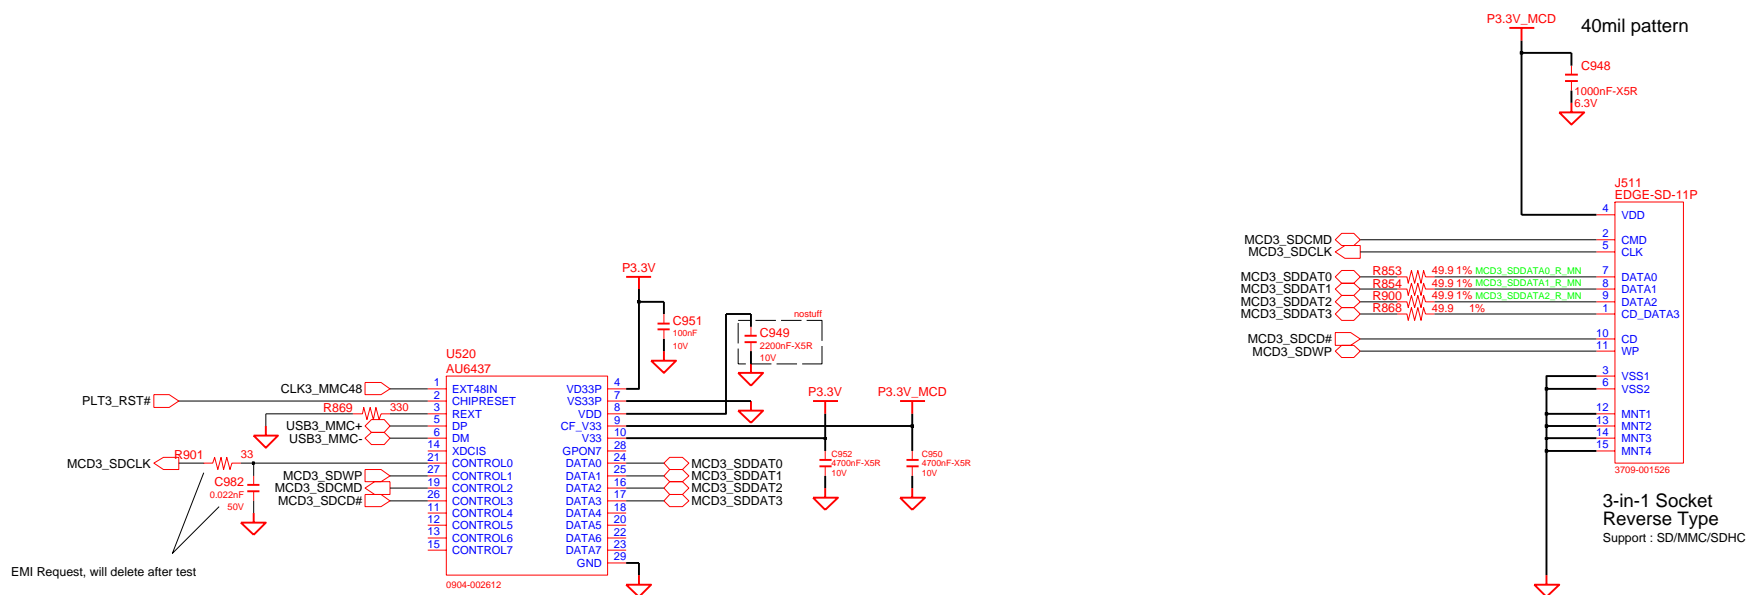 P3.3V_MCD
40mil pattern
C948
1000nF-X5R
6.3V
J511
EDGE-SD-11P
4 VDD
MCD3_SDCMD 2 CMD
MCD3_SDCLK 5 CLK
MCD3_SDDAT0 R853 49.9 1% MCD3_SDDATA0_R_MN 7 DATA0
MCD3_SDDAT1 R854 49.9 1% MCD3_SDDATA1_R_MN 8 DATA1
MCD3_SDDAT2 R900 49.9 1% MCD3_SDDATA2_R_MN 9 DATA2
MCD3_SDDAT3 R868 49.9 1% 1 CD_DATA3
MCD3_SDCD# 10 CD
MCD3_SDWP 11 WP
3 VSS1
6 VSS2
12 MNT1
13 MNT2
14 MNT3
15 MNT4
3709-001526
3-in-1 Socket
Reverse Type
Support : SD/MMC/SDHC
P3.3V
C951
100nF
10V
nostuff
C949
2200nF-X5R
10V
U520
AU6437
P3.3V
P3.3V_MCD
CLK3_MMC48 1 EXT48IN VD33P 4
PLT3_RST# 2 CHIPRESET VS33P 7
R869 330 3 REXT VDD 8
USB3_MMC+ 5 DP CF_V33 9
USB3_MMC- 6 DM V33 10
14 XDCIS GPON7 28
MCD3_SDCLK R901 33 21 CONTROL0 DATA0 24 MCD3_SDDAT0
MCD3_SDWP 27 CONTROL1 DATA1 25 MCD3_SDDAT1
MCD3_SDCMD 19 CONTROL2 DATA2 16 MCD3_SDDAT2
MCD3_SDCD# 26 CONTROL3 DATA3 17 MCD3_SDDAT3
11 CONTROL4 DATA4 18
12 CONTROL5 DATA5 20
13 CONTROL6 DATA6 22
15 CONTROL7 DATA7 23
GND 29
C982
0.022nF
50V
C952
4700nF-X5R
10V
C950
4700nF-X5R
10V
EMI Request, will delete after test
0904-002612